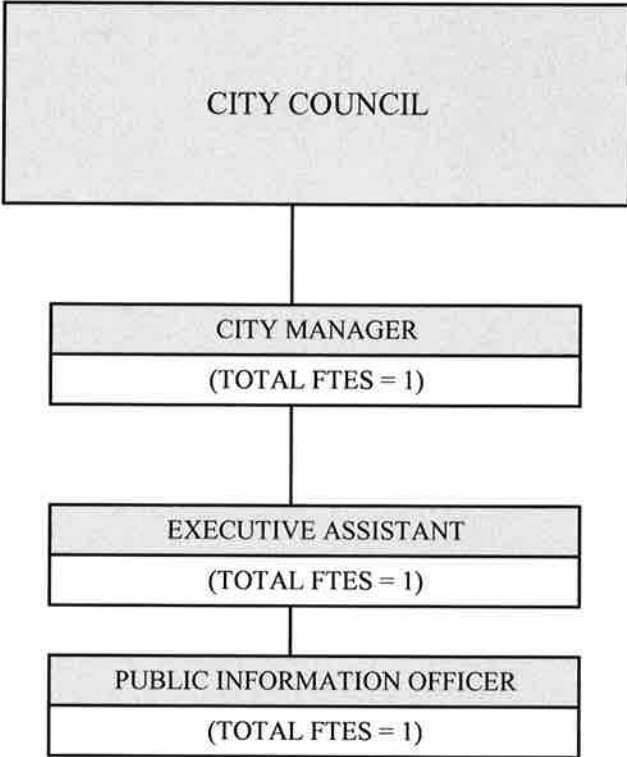 CITY COUNCIL
CITY MANAGER
(TOTAL FTES = 1)
EXECUTIVE ASSISTANT
(TOTAL FTES = 1)
PUBLIC INFORMATION OFFICER
(TOTAL FTES = 1)